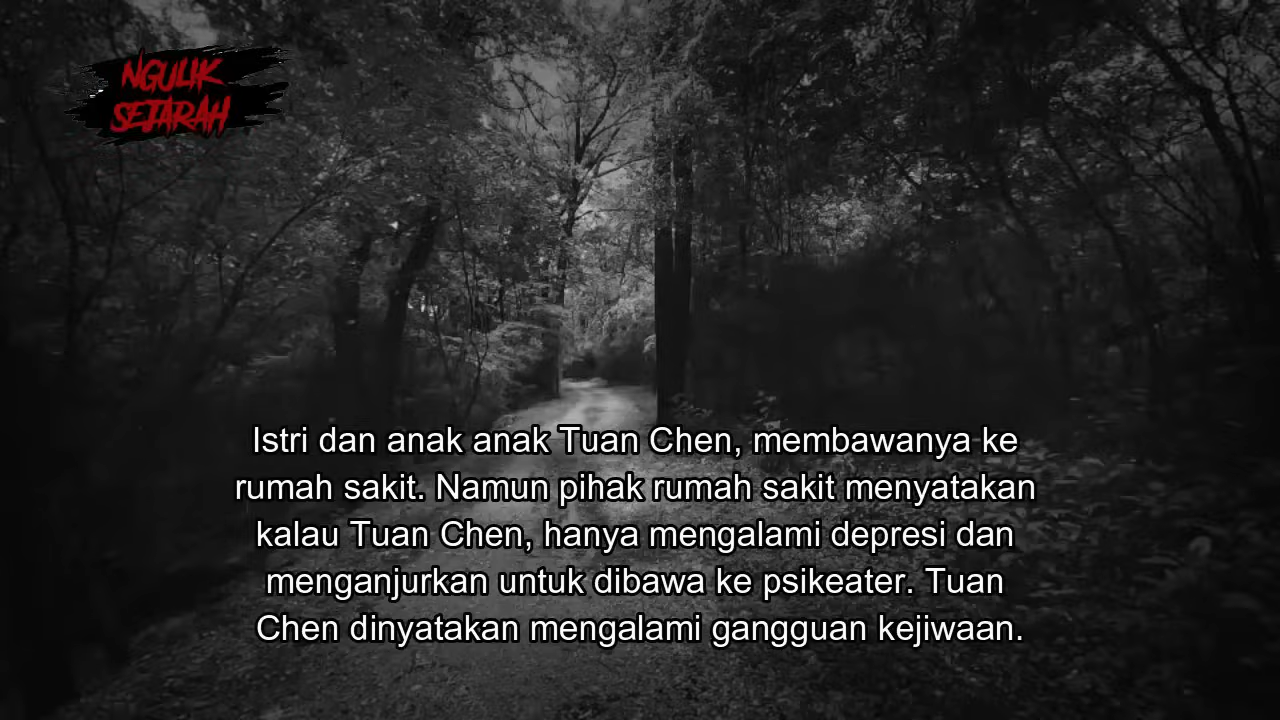 NGULIK
SEJARAH
Istri dan anak anak Tuan Chen, membawanya ke
rumah sakit. Namun pihak rumah sakit menyatakan
kalau Tuan Chen, hanya mengalami depresi dan
menganjurkan untuk dibawa ke psikeater. Tuan
Chen dinyatakan mengalami gangguan kejiwaan.